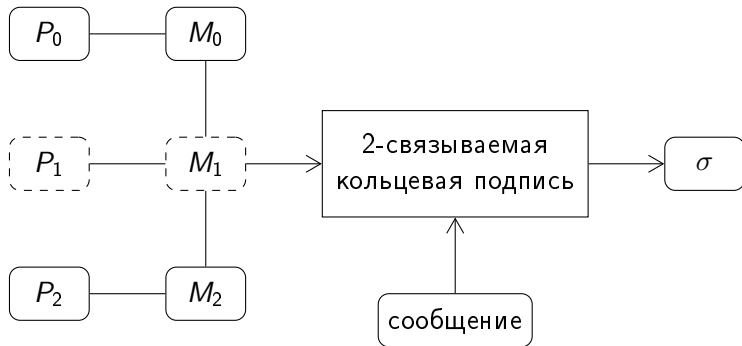 P₀ M₀
P₁ M₁ 2-связываемая
кольцевая подпись σ
P₂ M₂
сообщение